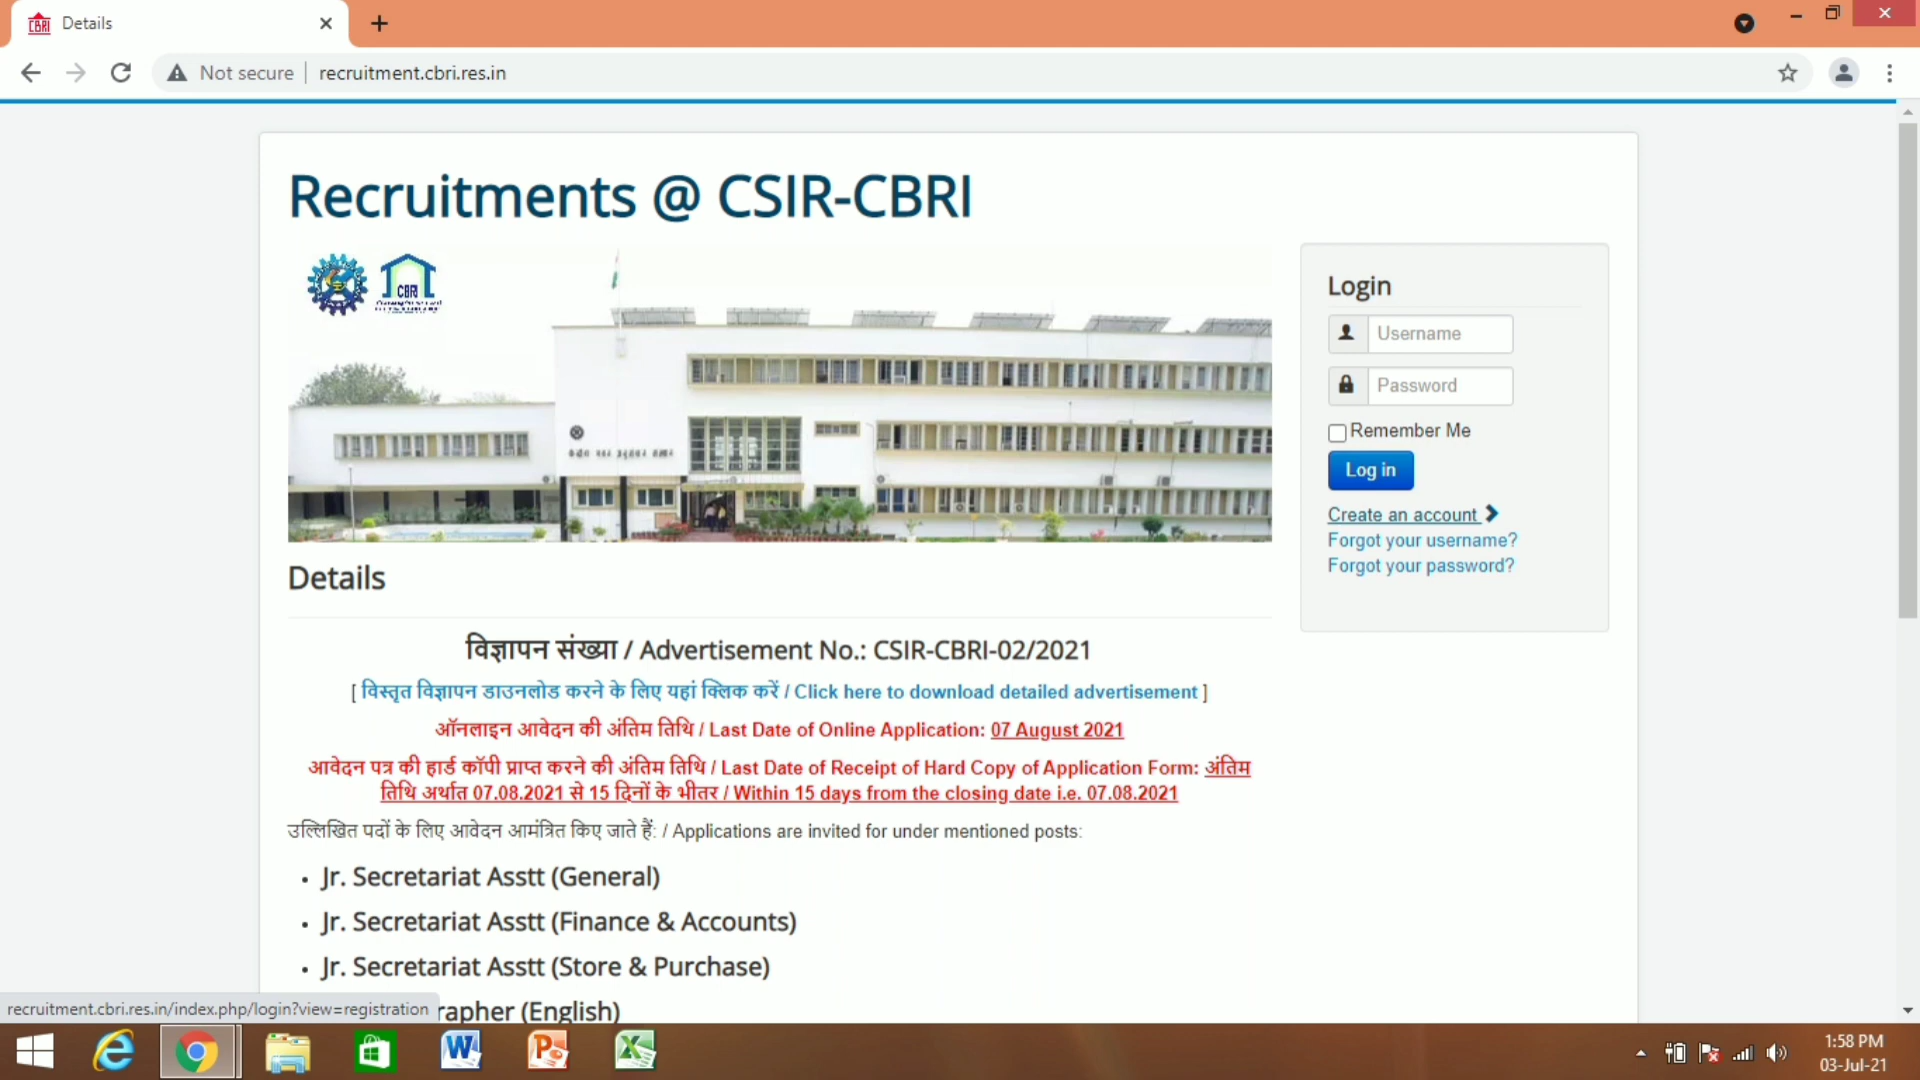 Details
Not secure
recruitment.cbri.res.in
Recruitments @ CSIR-CBRI
CBRI
Login
Username
Password
Remember Me
Log in
Create an account
Forgot your username?
Forgot your password?
Details
विज्ञापन संख्या / Advertisement No.: CSIR-CBRI-02/2021
[ विस्तृत विज्ञापन डाउनलोड करने के लिए यहां क्लिक करें / Click here to download detailed advertisement ]
ऑनलाइन आवेदन की अंतिम तिथि / Last Date of Online Application: 07 August 2021
आवेदन पत्र की हार्ड कॉपी प्राप्त करने की अंतिम तिथि / Last Date of Receipt of Hard Copy of Application Form: अंतिम
तिथि अर्थात 07.08.2021 से 15 दिनों के भीतर / Within 15 days from the closing date i.e. 07.08.2021
उल्लिखित पदों के लिए आवेदन आमंत्रित किए जाते हैं: / Applications are invited for under mentioned posts:
• Jr. Secretariat Asstt (General)
• Jr. Secretariat Asstt (Finance & Accounts)
• Jr. Secretariat Asstt (Store & Purchase)
rapher (English)
recruitment.cbri.res.in/index.php/login?view=registration
1:58 PM
03-Jul-21